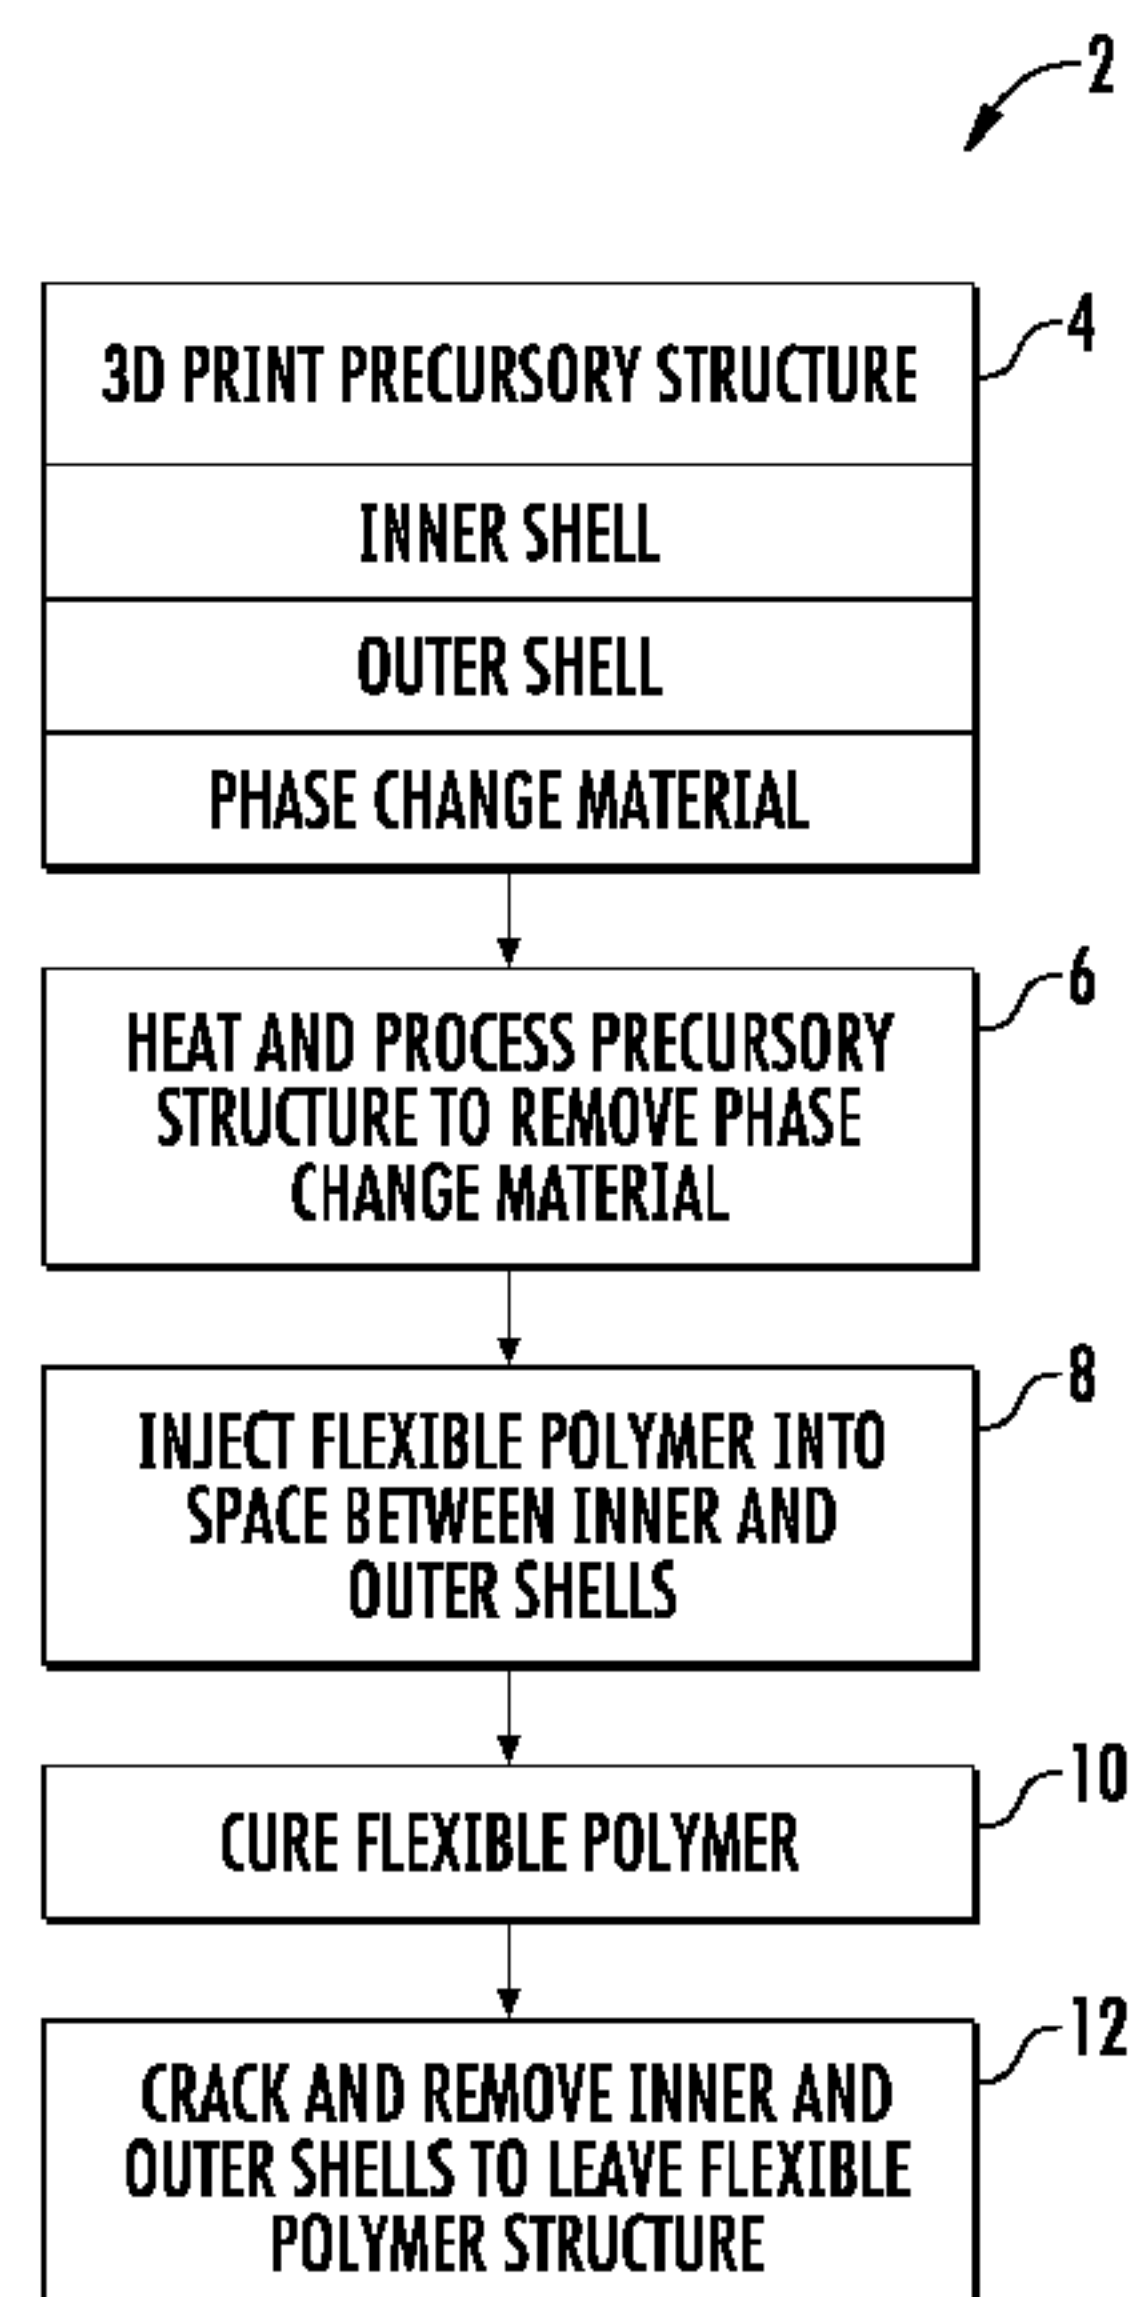 2
3D PRINT PRECURSORY STRUCTURE
4
INNER SHELL
OUTER SHELL
PHASE CHANGE MATERIAL
6
HEAT AND PROCESS PRECURSORY
STRUCTURE TO REMOVE PHASE
CHANGE MATERIAL
8
INJECT FLEXIBLE POLYMER INTO
SPACE BETWEEN INNER AND
OUTER SHELLS
10
CURE FLEXIBLE POLYMER
12
CRACK AND REMOVE INNER AND
OUTER SHELLS TO LEAVE FLEXIBLE
POLYMER STRUCTURE